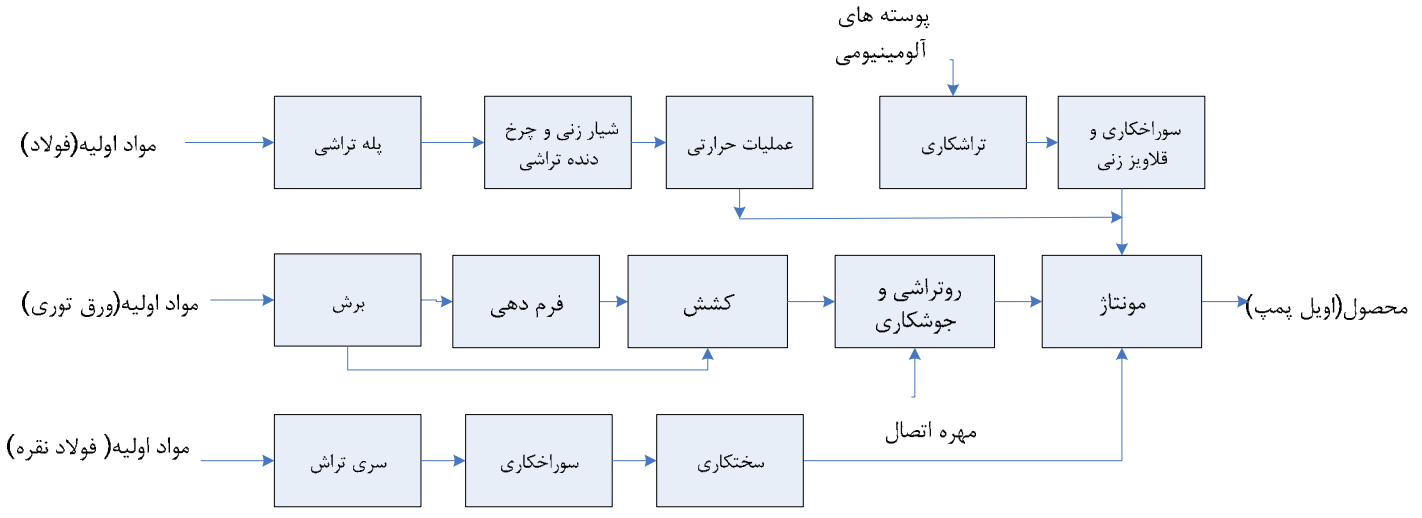 پوسته های
آلومینیومی
مواد اولیه(فولاد)
پله تراشی
شیار زنی و چرخ
دنده تراشی
عملیات حرارتی
تراشکاری
سوراخکاری و
قلاویز زنی
مواد اولیه(ورق توری)
برش
فرم دهی
کشش
روتراشی و
جوشکاری
مونتاژ
محصول(اویل پمپ)
مهره اتصال
مواد اولیه( فولاد نقره)
سری تراش
سوراخکاری
سختکاری